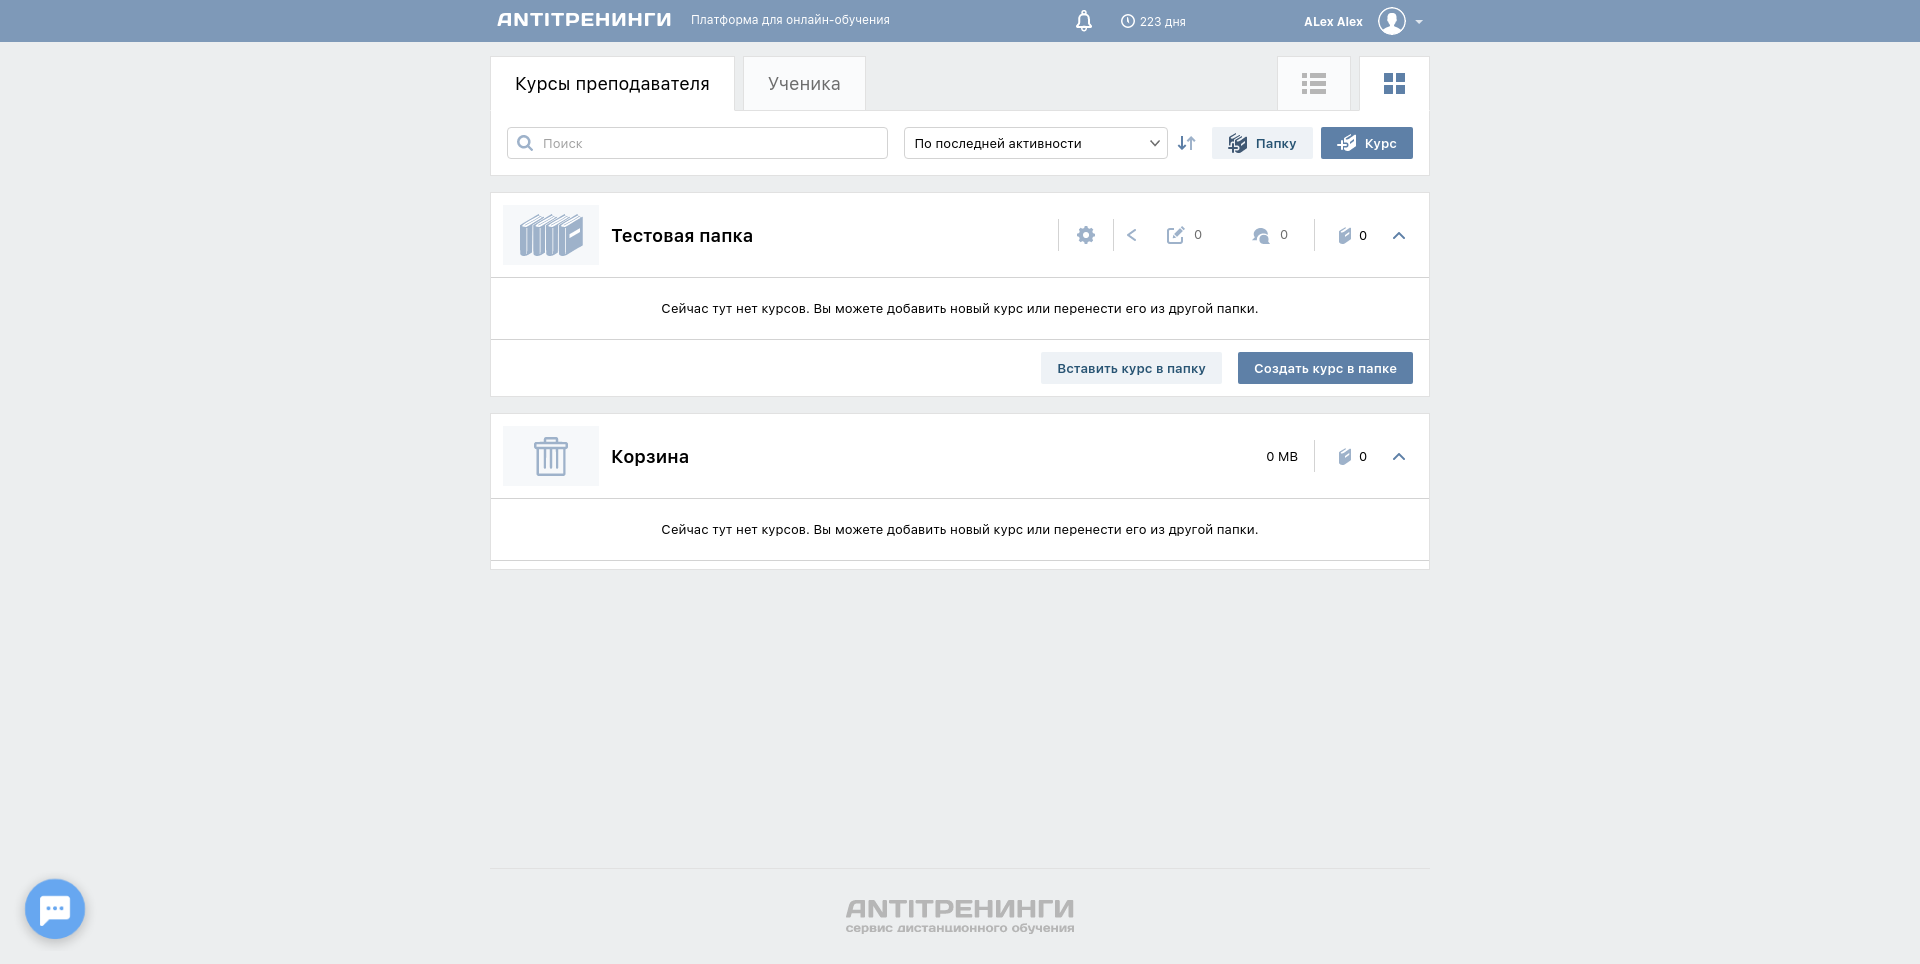 АNTIТРЕНИНГИ Платформа для онлайн-обучения 223 дня ALex Alex
Курсы преподавателя Ученика
Поиск По последней активности Папку Курс
Тестовая папка 0 0 0
Сейчас тут нет курсов. Вы можете добавить новый курс или перенести его из другой папки.
Вставить курс в папку Создать курс в папке
Корзина 0 MB 0
Сейчас тут нет курсов. Вы можете добавить новый курс или перенести его из другой папки.
АNTIТРЕНИНГИ
сервис дистанционного обучения